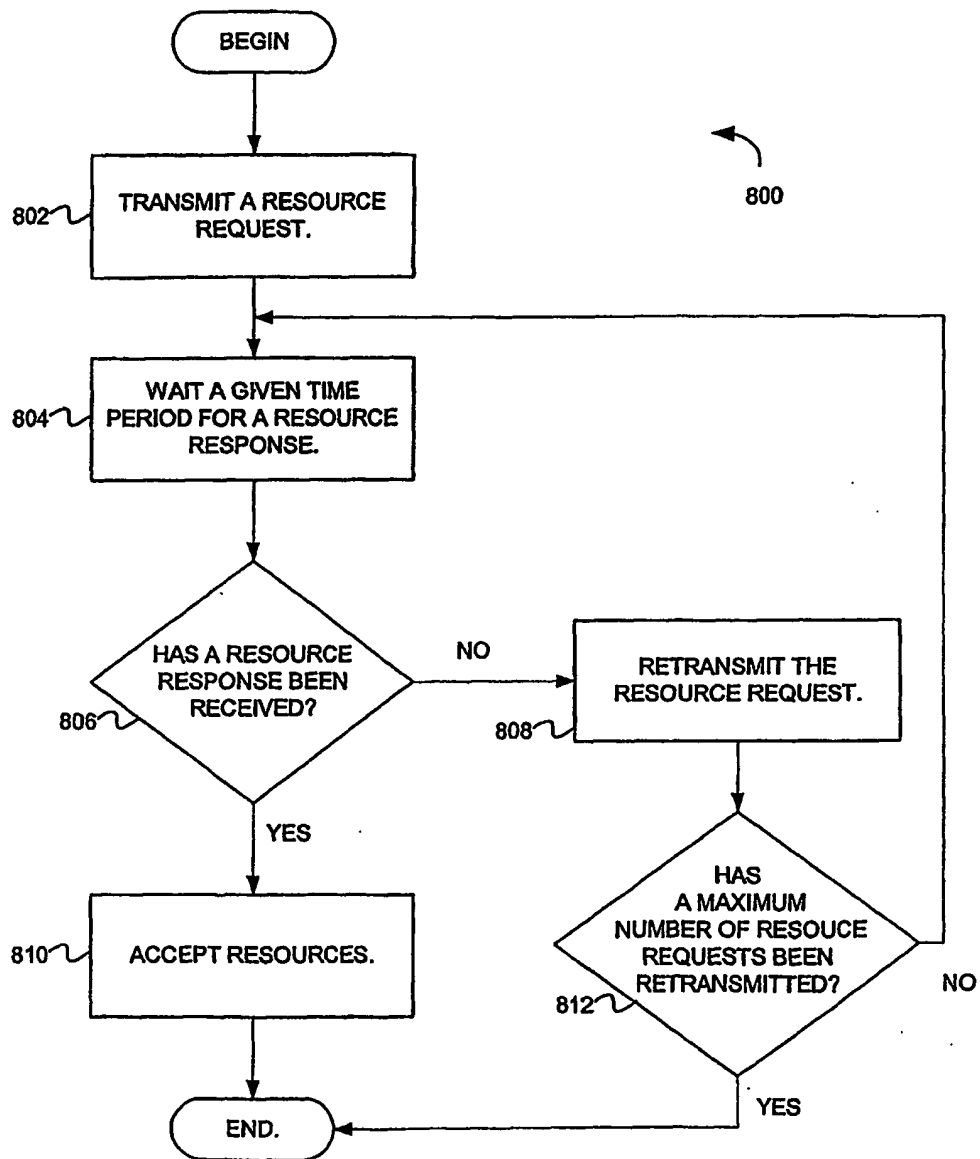 BEGIN
800
802
TRANSMIT A RESOURCE
REQUEST.
804
WAIT A GIVEN TIME
PERIOD FOR A RESOURCE
RESPONSE.
806
HAS A RESOURCE
RESPONSE BEEN
RECEIVED?
NO
808
RETRANSMIT THE
RESOURCE REQUEST.
YES
810
ACCEPT RESOURCES.
812
HAS
A MAXIMUM
NUMBER OF RESOUCE
REQUESTS BEEN
RETRANSMITTED?
NO
YES
END.